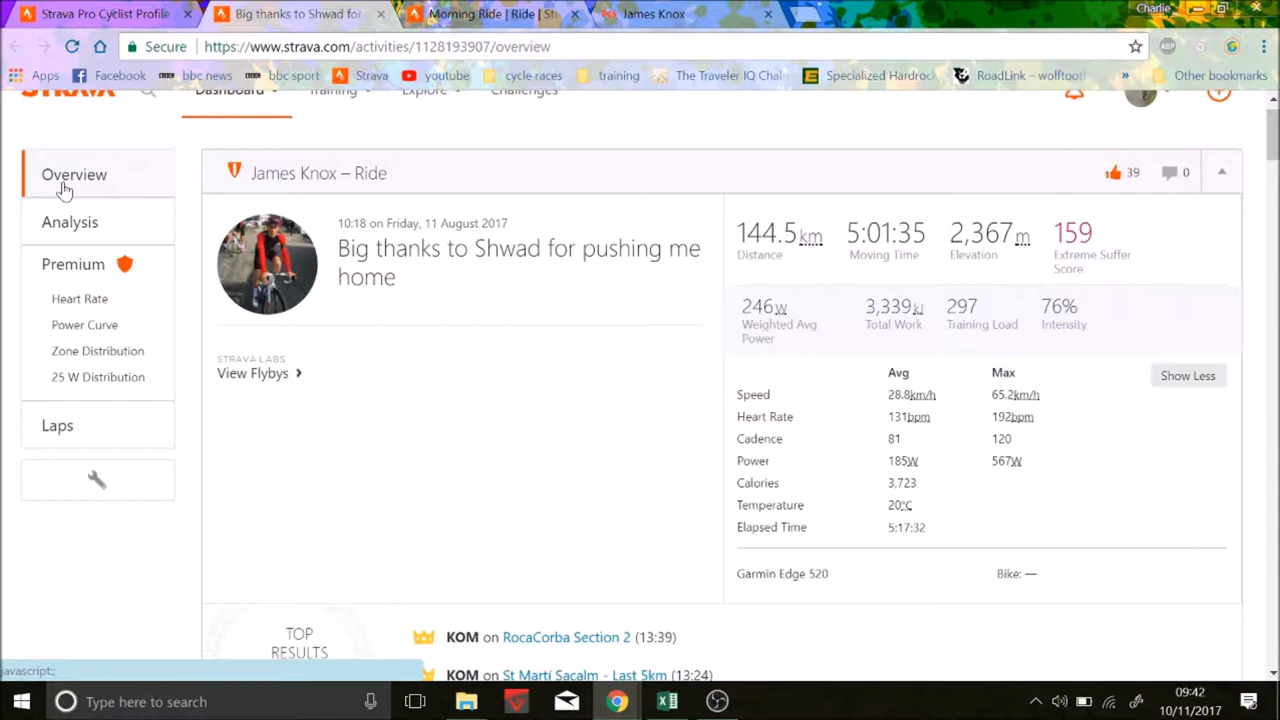 Strava Pro Cyclist Profile
Big thanks to Shwad for
Morning Ride | Ride | St
PCS James Knox
Charlie
Secure https://www.strava.com/activities/1128193907/overview
ABP
Apps Facebook bbc news bbc sport Strava youtube cycle races training The Traveler IQ Chal Specialized Hardroc RoadLink – wolftoot » Other bookmarks
STRAVA Dashboard Training Explore Challenges
Overview
Analysis
Premium
Heart Rate
Power Curve
Zone Distribution
25 W Distribution
Laps
James Knox – Ride 39 0
10:18 on Friday, 11 August 2017
Big thanks to Shwad for pushing me
home
STRAVA LABS
View Flybys
144.5km 5:01:35 2,367m 159
Distance Moving Time Elevation Extreme Suffer
Score
246W 3,339kJ 297 76%
Weighted Avg Total Work Training Load Intensity
Power
Avg Max Show Less
Speed 28.8km/h 65.2km/h
Heart Rate 131bpm 192bpm
Cadence 81 120
Power 185W 567W
Calories 3,723
Temperature 20°C
Elapsed Time 5:17:32
Garmin Edge 520 Bike: —
TOP
RESULTS
KOM on RocaCorba Section 2 (13:39)
KOM on St Martí Sacalm - Last 5km (13:24)
javascript:;
Type here to search
09:42
10/11/2017